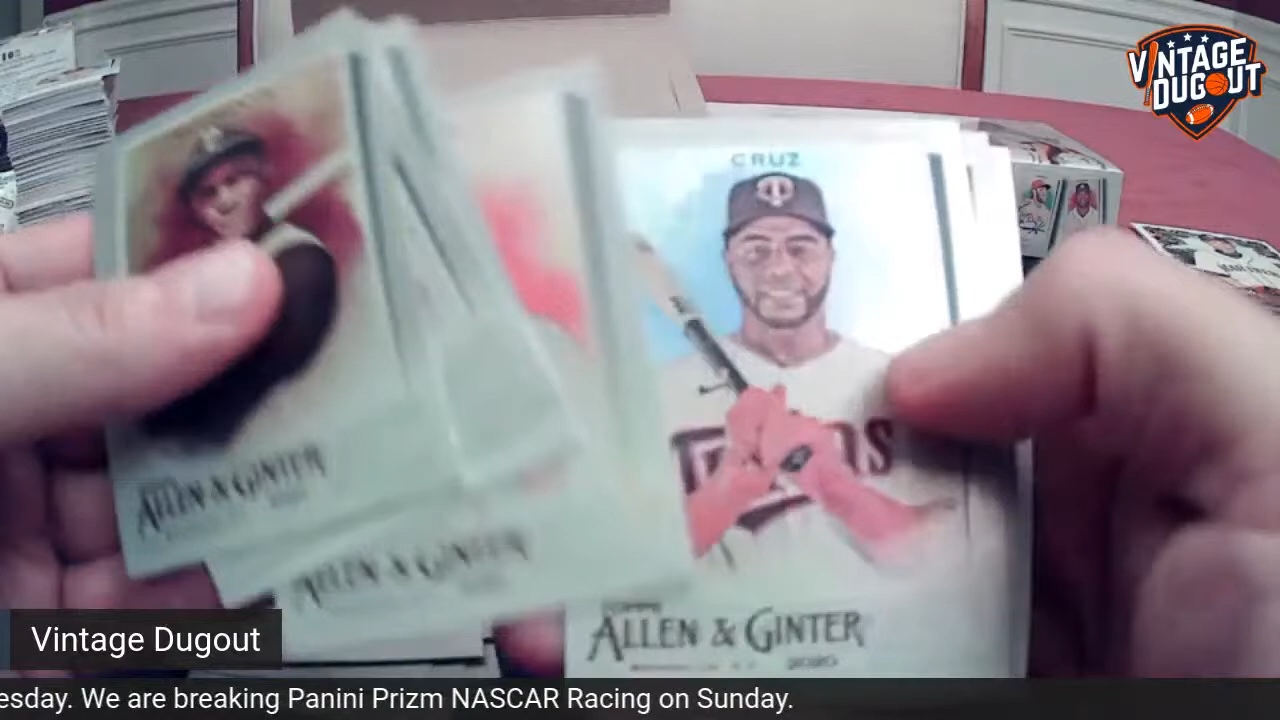 VINTAGE
DUGOUT
CRUZ
ALLEN & GINTER
ALLEN & GINTER
TOPPS
ALLEN & GINTER
2020
Vintage Dugout
esday. We are breaking Panini Prizm NASCAR Racing on Sunday.